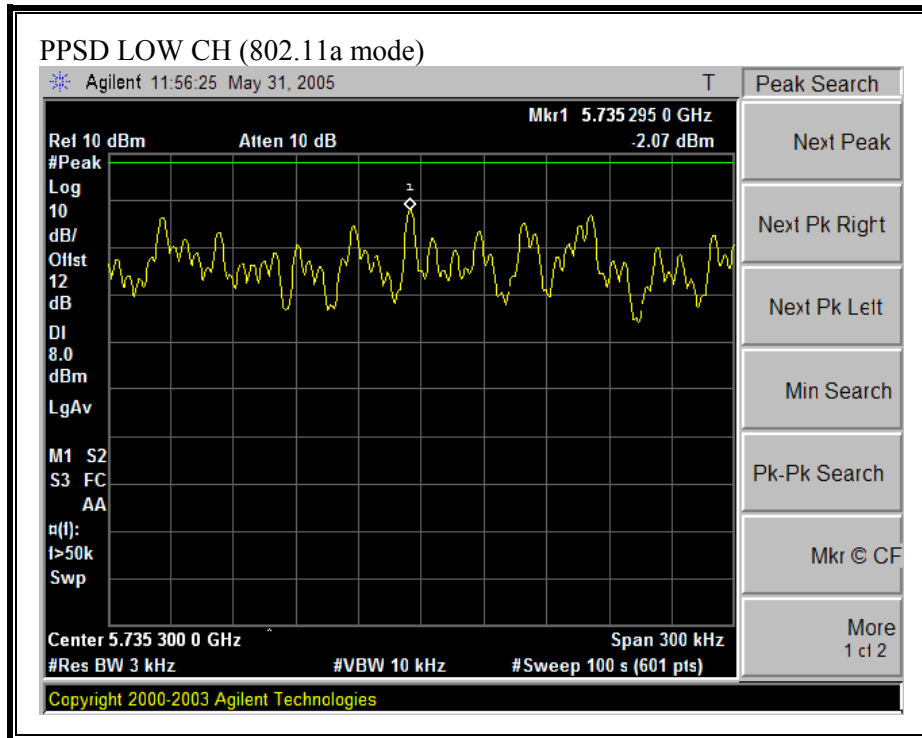 PPSD LOW CH (802.11a mode)
Agilent 11:56:25 May 31, 2005 T
Peak Search
Mkr1 5.735 295 0 GHz
Ref 10 dBm Atten 10 dB -2.07 dBm
#Peak
Log
10
dB/
Offst
12
dB
DI
8.0
dBm
LgAv
M1 S2
S3 FC
AA
¤(f):
f>50k
Swp
1
Center 5.735 300 0 GHz Span 300 kHz
#Res BW 3 kHz #VBW 10 kHz #Sweep 100 s (601 pts)
Copyright 2000-2003 Agilent Technologies
Next Peak
Next Pk Right
Next Pk Left
Min Search
Pk-Pk Search
Mkr © CF
More
1 of 2